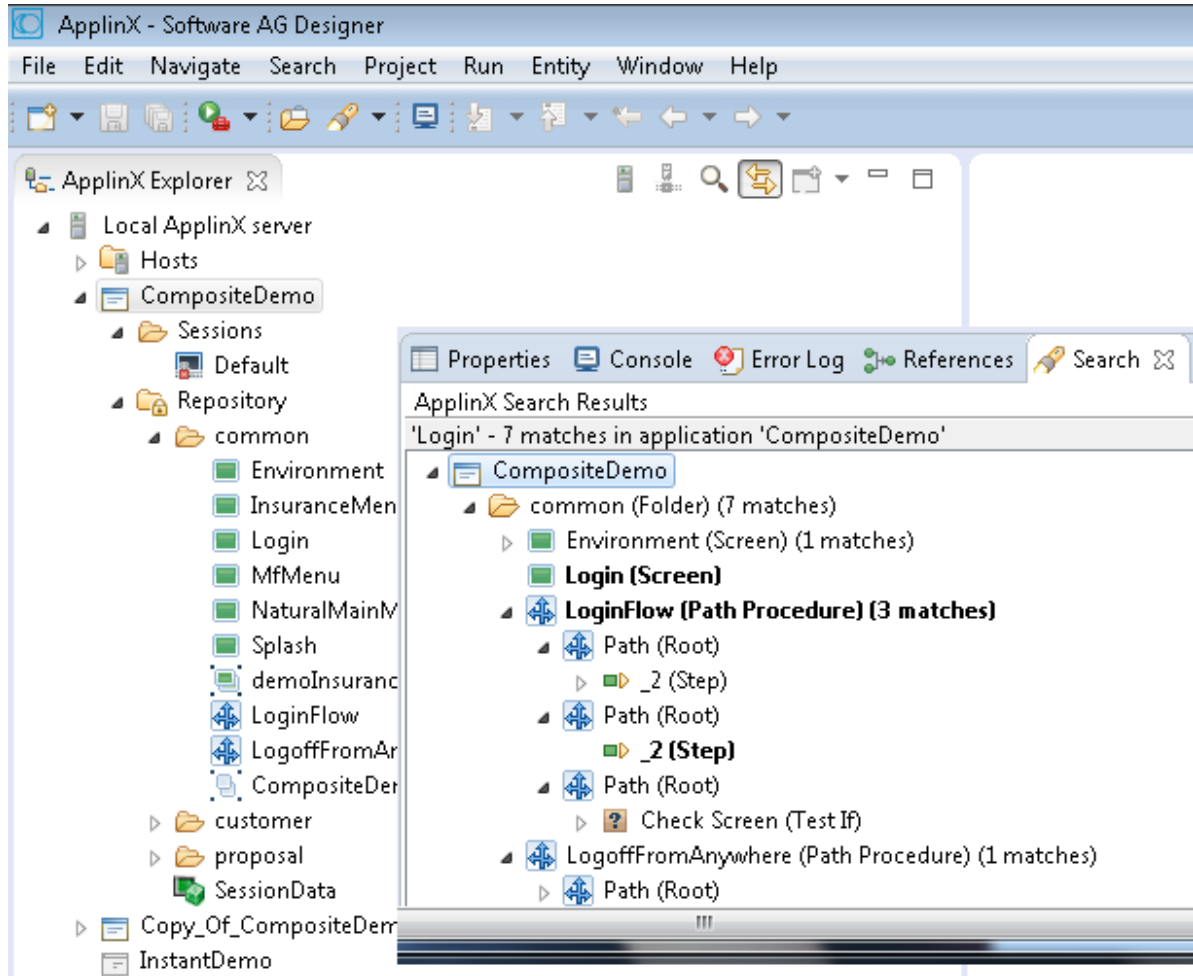 ApplinX - Software AG Designer
File Edit Navigate Search Project Run Entity Window Help
ApplinX Explorer
Local ApplinX server
Hosts
CompositeDemo
Sessions
Default
Repository
common
Environment
InsuranceMen
Login
MfMenu
NaturalMainM
Splash
demoInsuranc
LoginFlow
LogoffFromAr
CompositeDer
customer
proposal
SessionData
Copy_Of_CompositeDem
InstantDemo
Properties Console Error Log References Search
ApplinX Search Results
'Login' - 7 matches in application 'CompositeDemo'
CompositeDemo
common (Folder) (7 matches)
Environment (Screen) (1 matches)
Login (Screen)
LoginFlow (Path Procedure) (3 matches)
Path (Root)
_2 (Step)
Path (Root)
_2 (Step)
Path (Root)
Check Screen (Test If)
LogoffFromAnywhere (Path Procedure) (1 matches)
Path (Root)